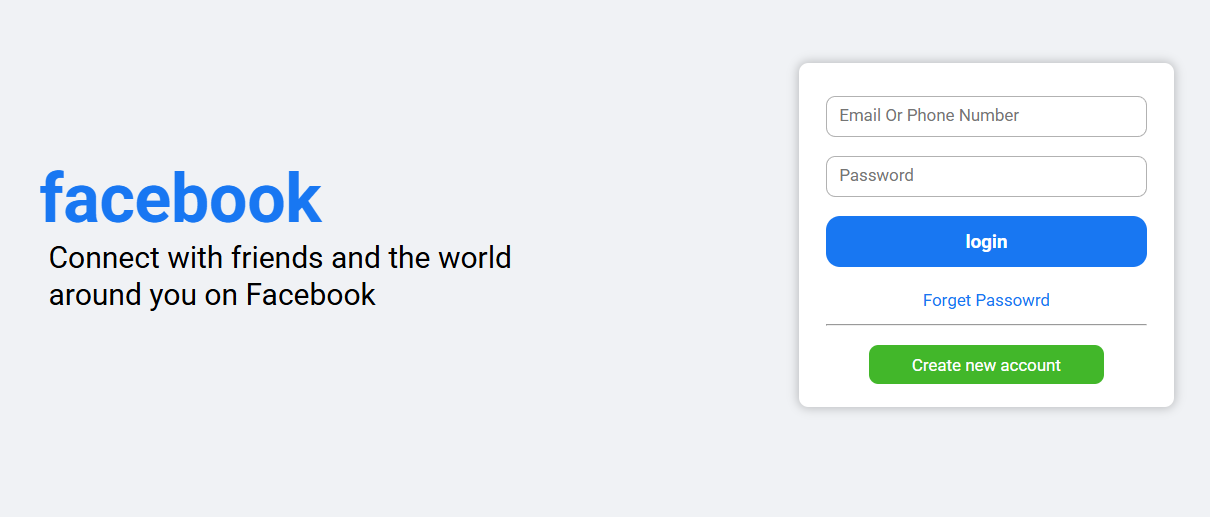 facebook
Connect with friends and the world
around you on Facebook
Email Or Phone Number
Password
login
Forget Passowrd
Create new account